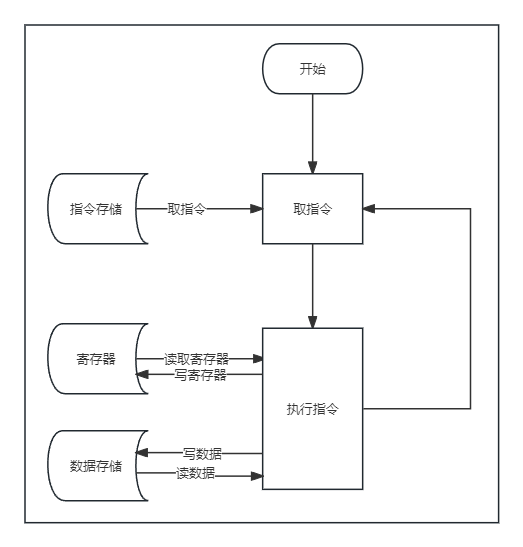 开始
指令存储
取指令
取指令
寄存器
读取寄存器
写寄存器
执行指令
数据存储
写数据
读数据